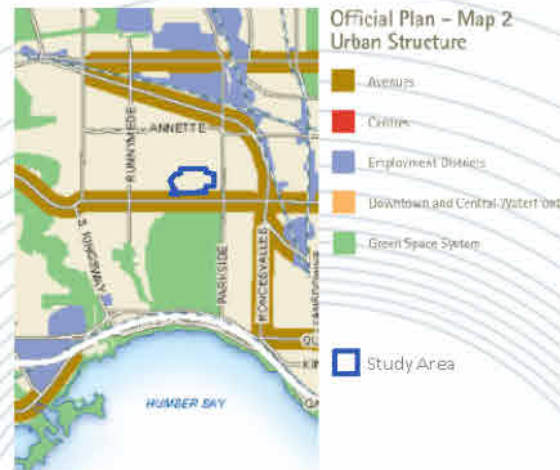 Official Plan – Map 2
Urban Structure
Avenues
Centres
Employment Districts
Downtown and Central Waterfront
Green Space System
Study Area
RUNNYMEDE
ANNETTE
S. KINGSWAY
PARKSIDE
RONCESVALLES
HUMBER BAY